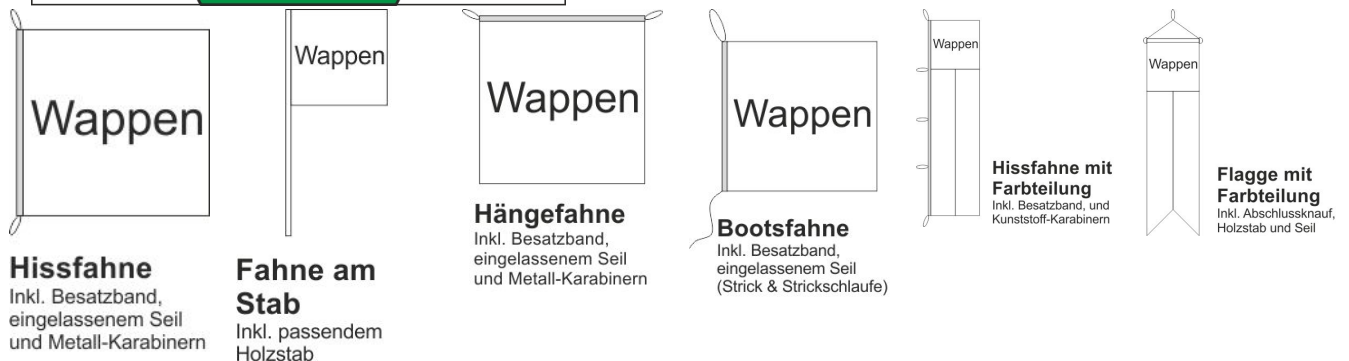 Wappen
Hissfahne
Inkl. Besatzband,
eingelassenem Seil
und Metall-Karabinern
Wappen
Fahne am
Stab
Inkl. passendem
Holzstab
Wappen
Hängefahne
Inkl. Besatzband,
eingelassenem Seil
und Metall-Karabinern
Wappen
Bootsfahne
Inkl. Besatzband,
eingelassenem Seil
(Strick & Strickschlaufe)
Wappen
Hissfahne mit
Farbteilung
Inkl. Besatzband, und
Kunststoff-Karabinern
Wappen
Flagge mit
Farbteilung
Inkl. Abschlussknauf,
Holzstab und Seil